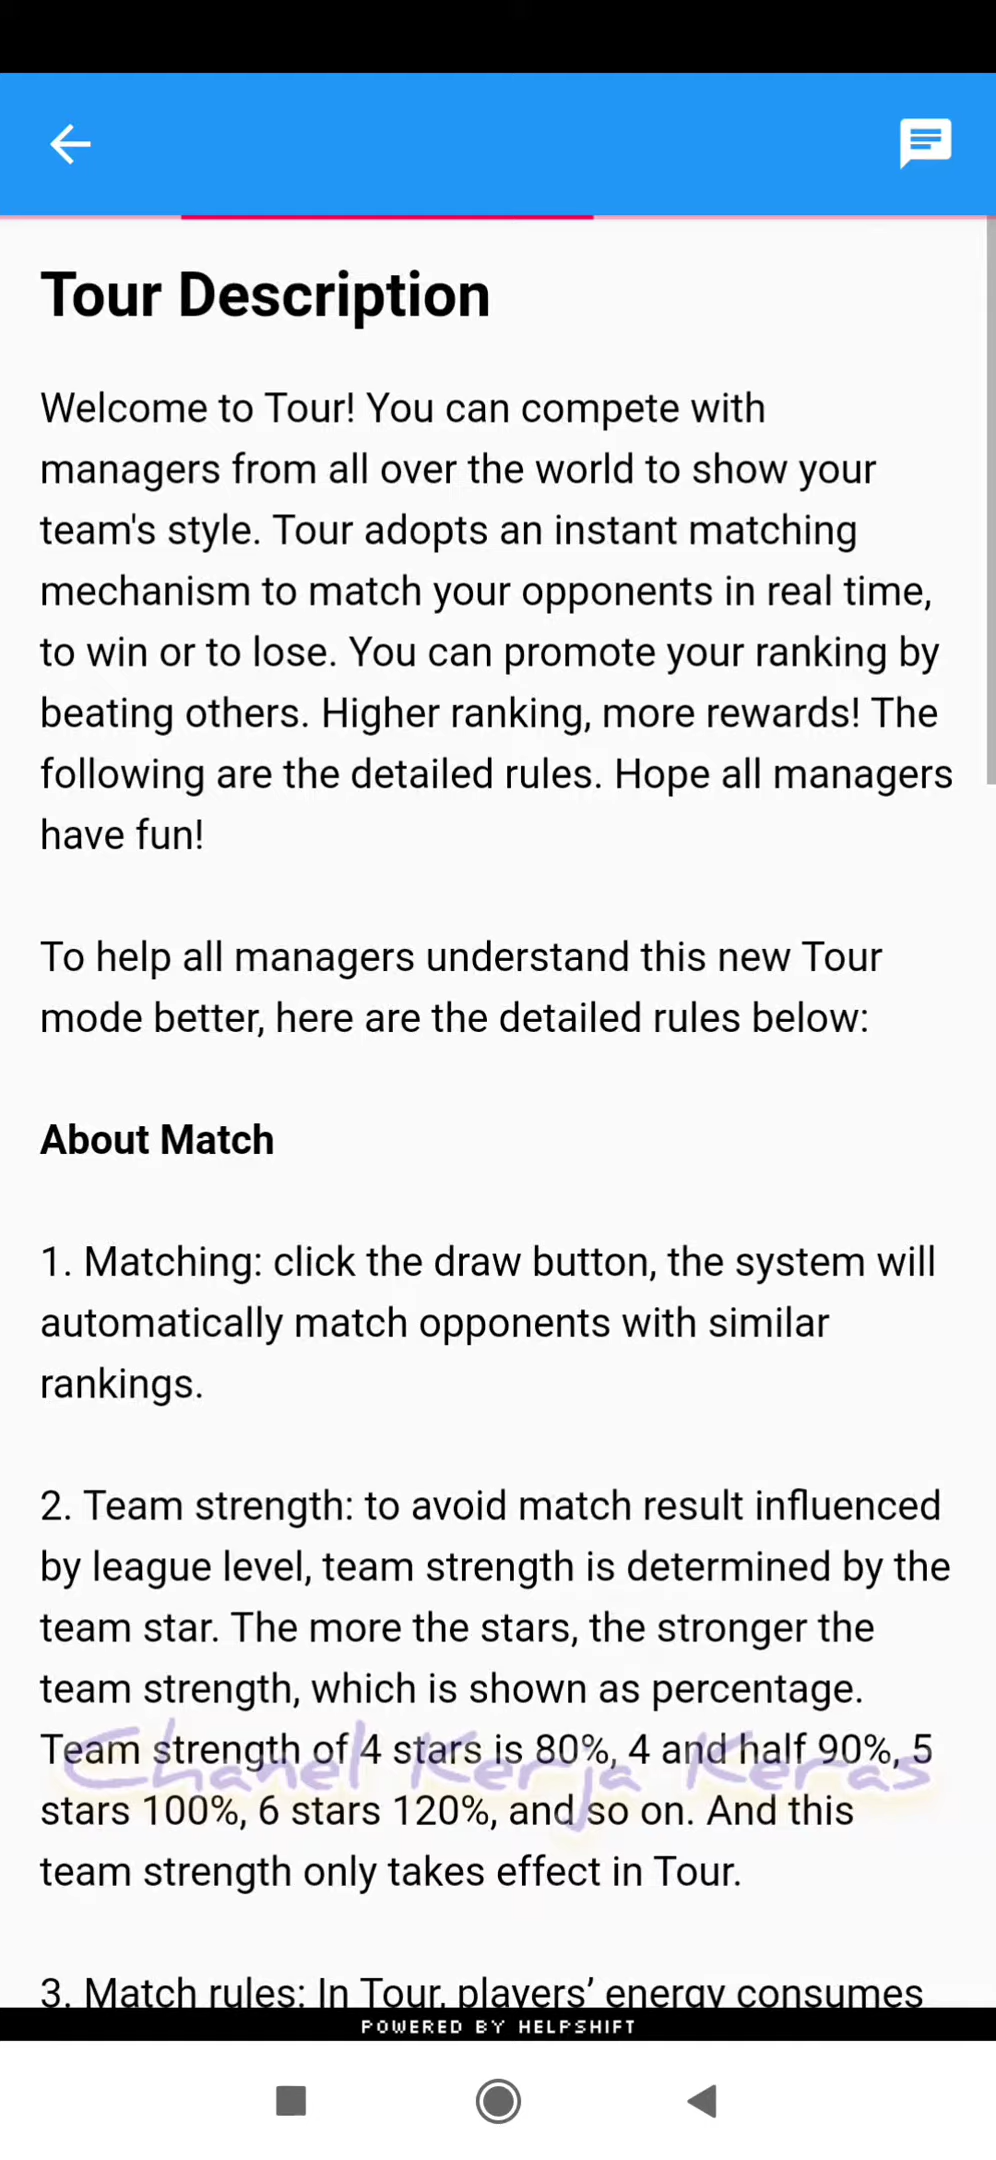 Tour Description
Welcome to Tour! You can compete with
managers from all over the world to show your
team's style. Tour adopts an instant matching
mechanism to match your opponents in real time,
to win or to lose. You can promote your ranking by
beating others. Higher ranking, more rewards! The
following are the detailed rules. Hope all managers
have fun!
To help all managers understand this new Tour
mode better, here are the detailed rules below:
About Match
1. Matching: click the draw button, the system will
automatically match opponents with similar
rankings.
2. Team strength: to avoid match result influenced
by league level, team strength is determined by the
team star. The more the stars, the stronger the
team strength, which is shown as percentage.
Team strength of 4 stars is 80%, 4 and half 90%, 5
Chanel Kerja Keras
stars 100%, 6 stars 120%, and so on. And this
team strength only takes effect in Tour.
3. Match rules: In Tour, players’ energy consumes
POWERED BY HELPSHIFT